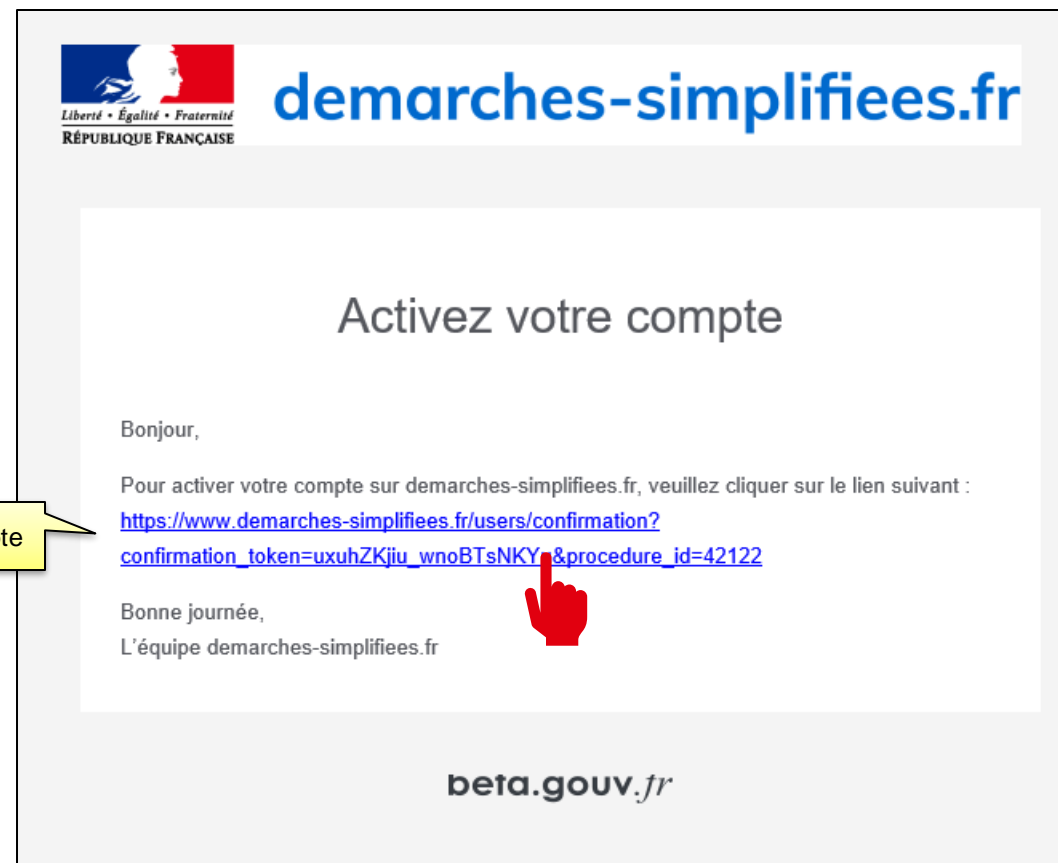 Liberté • Égalité • Fraternité
RÉPUBLIQUE FRANÇAISE
demarches-simplifiees.fr
Activez votre compte
Bonjour,
Pour activer votre compte sur demarches-simplifiees.fr, veuillez cliquer sur le lien suivant :
https://www.demarches-simplifiees.fr/users/confirmation?
te
&procedure_id=42122
Bonne journée,
L'équipe demarches-simplifiees.fr
beta.gouv.fr